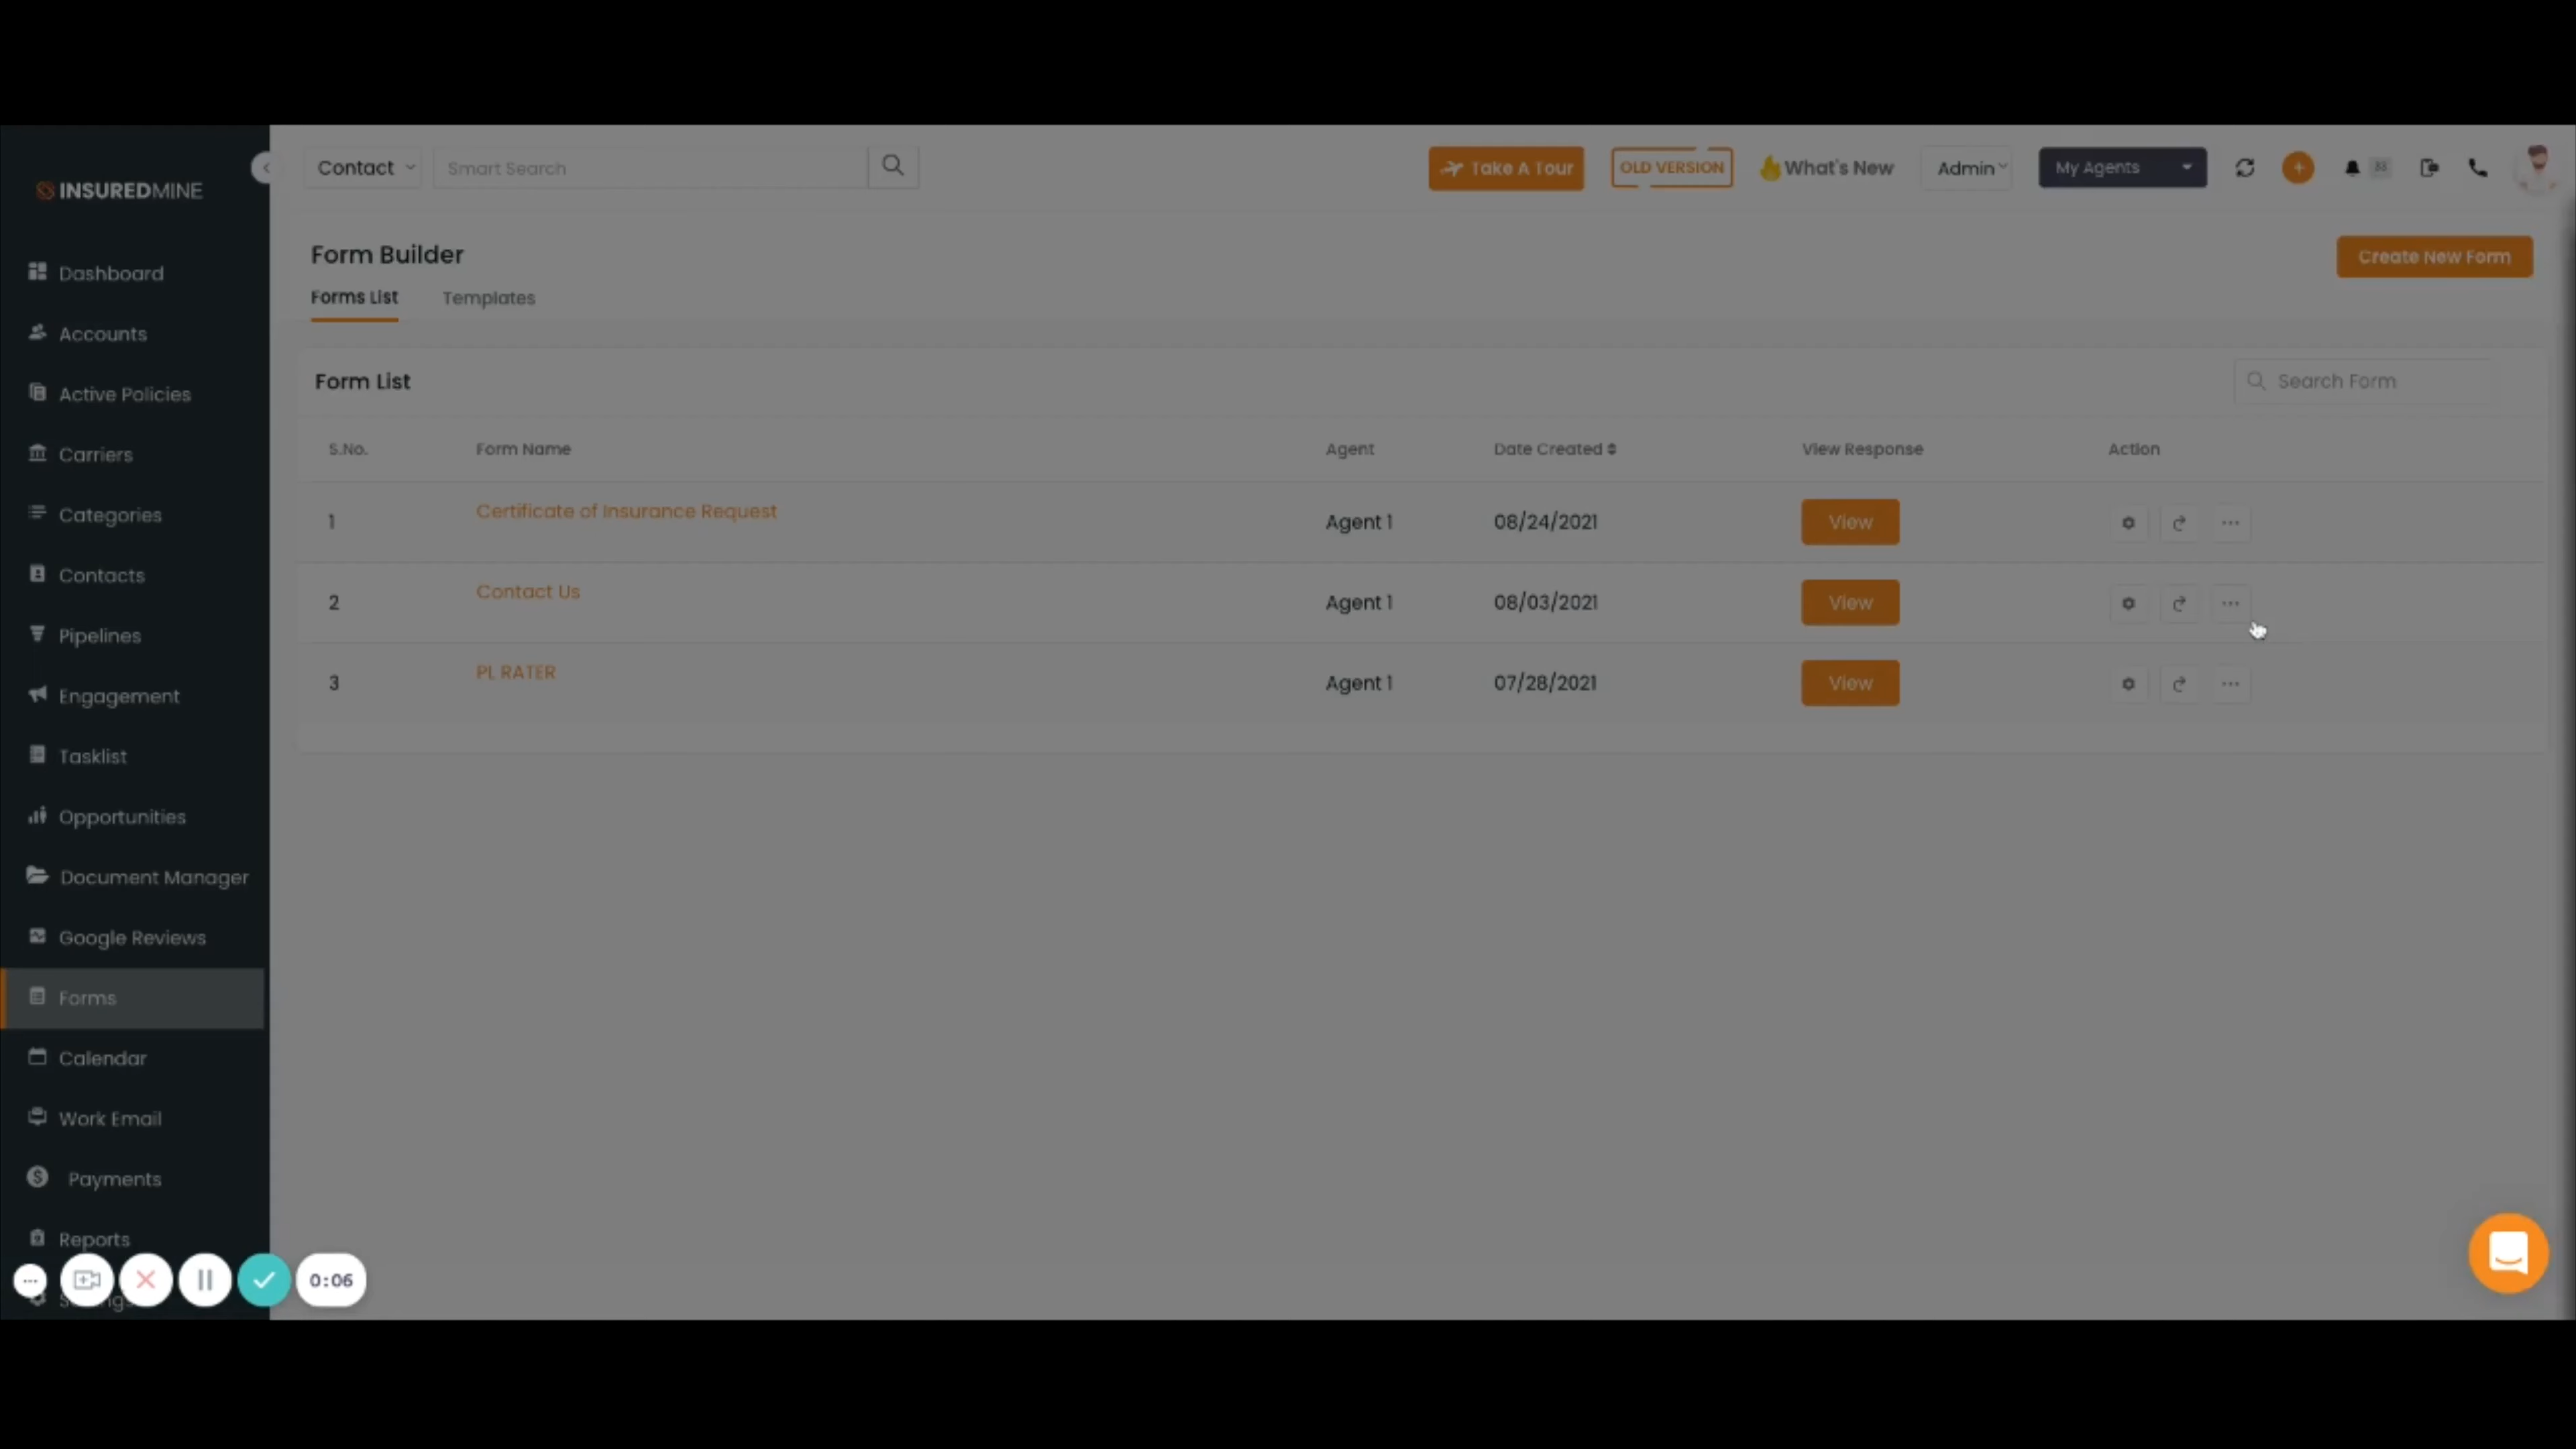 INSUREDMINE
Contact
Smart Search
Take A Tour
OLD VERSION
What's New
Admin
My Agents
Form Builder
Create New Form
Forms List
Templates
Form List
Search Form
S.No.
Form Name
Agent
Date Created
View Response
Action
1
Certificate of Insurance Request
Agent 1
08/24/2021
View
2
Contact Us
Agent 1
08/03/2021
View
3
PL RATER
Agent 1
07/28/2021
View
Dashboard
Accounts
Active Policies
Carriers
Categories
Contacts
Pipelines
Engagement
Tasklist
Opportunities
Document Manager
Google Reviews
Forms
Calendar
Work Email
Payments
Reports
0:06